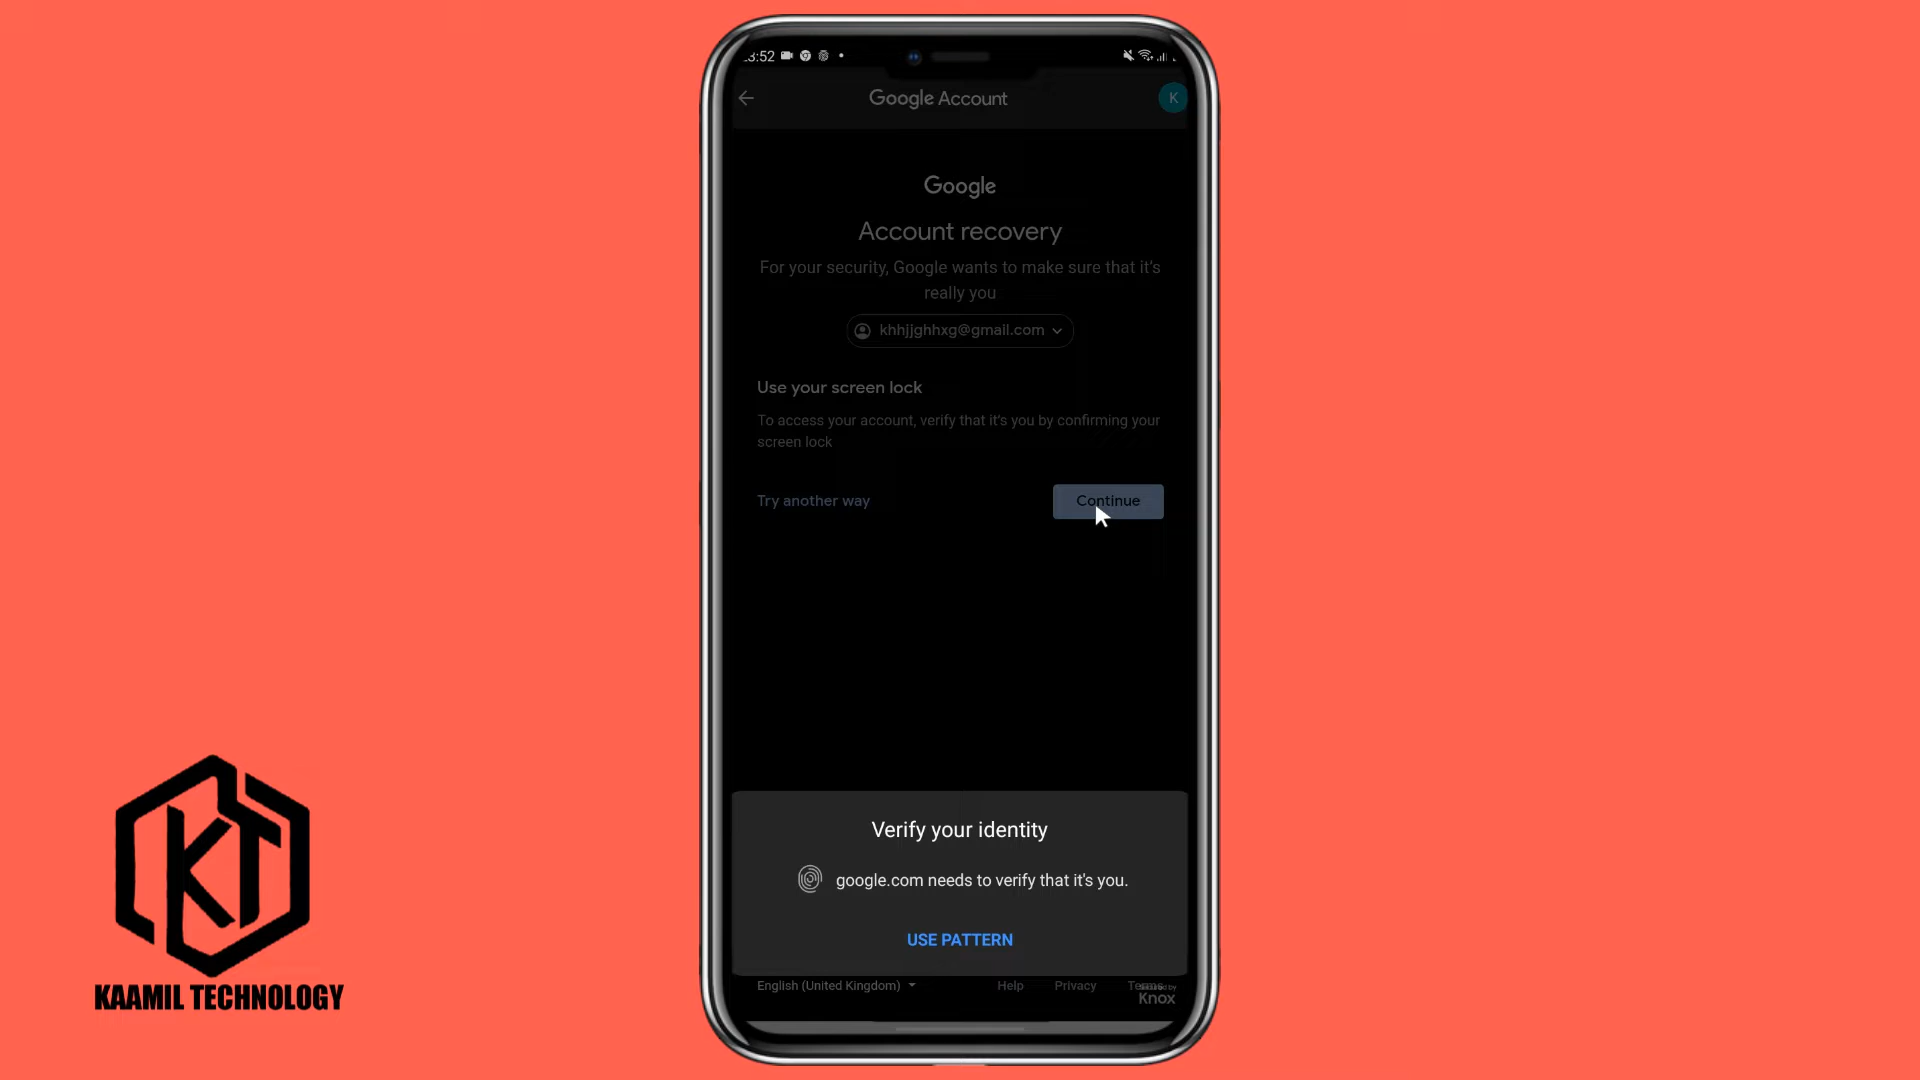 3:52
Google Account
K
Google
Account recovery
For your security, Google wants to make sure that it's
really you
khhjjghhxg@gmail.com
Use your screen lock
To access your account, verify that it's you by confirming your
screen lock
Try another way
Continue
Verify your identity
google.com needs to verify that it's you.
USE PATTERN
English (United Kingdom)
Help
Privacy
Terms
Secured by
Knox
KT
KAAMIL TECHNOLOGY